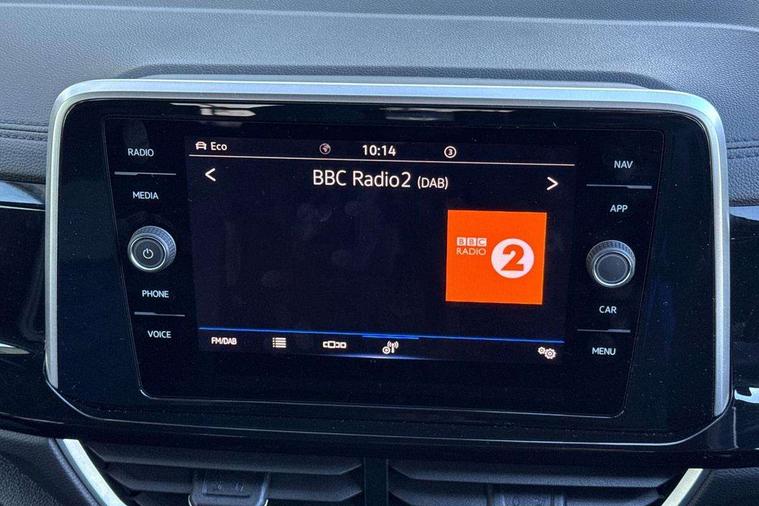 RADIO
MEDIA
PHONE
VOICE
Eco 10:14 3
< BBC Radio2 (DAB) >
BBC
RADIO 2
FM/DAB
NAV
APP
CAR
MENU